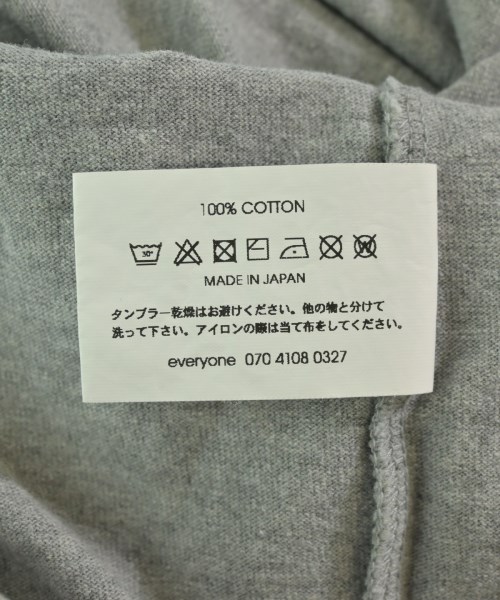 100% COTTON
30°
W
MADE IN JAPAN
タンブラー乾燥はお避けください。他の物と分けて
洗って下さい。アイロンの際は当て布をしてください。
everyone 070 4108 0327